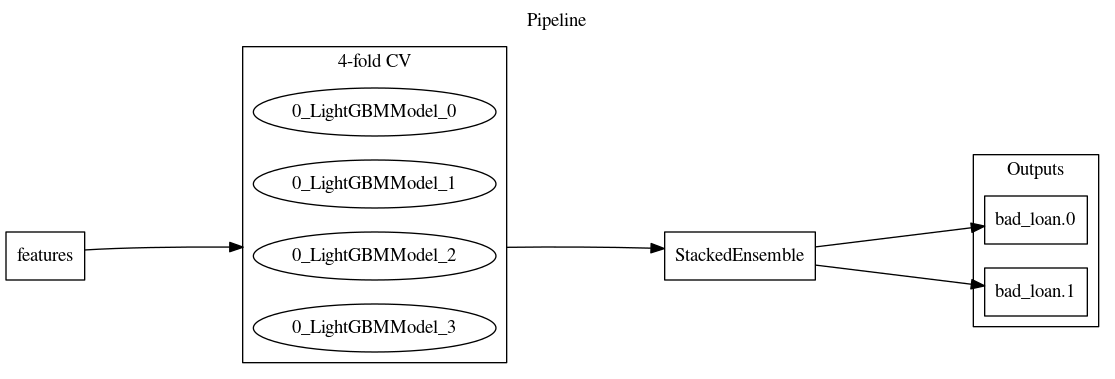 Pipeline
4-fold CV
0_LightGBMModel_0
0_LightGBMModel_1
0_LightGBMModel_2
0_LightGBMModel_3
features
StackedEnsemble
Outputs
bad_loan.0
bad_loan.1